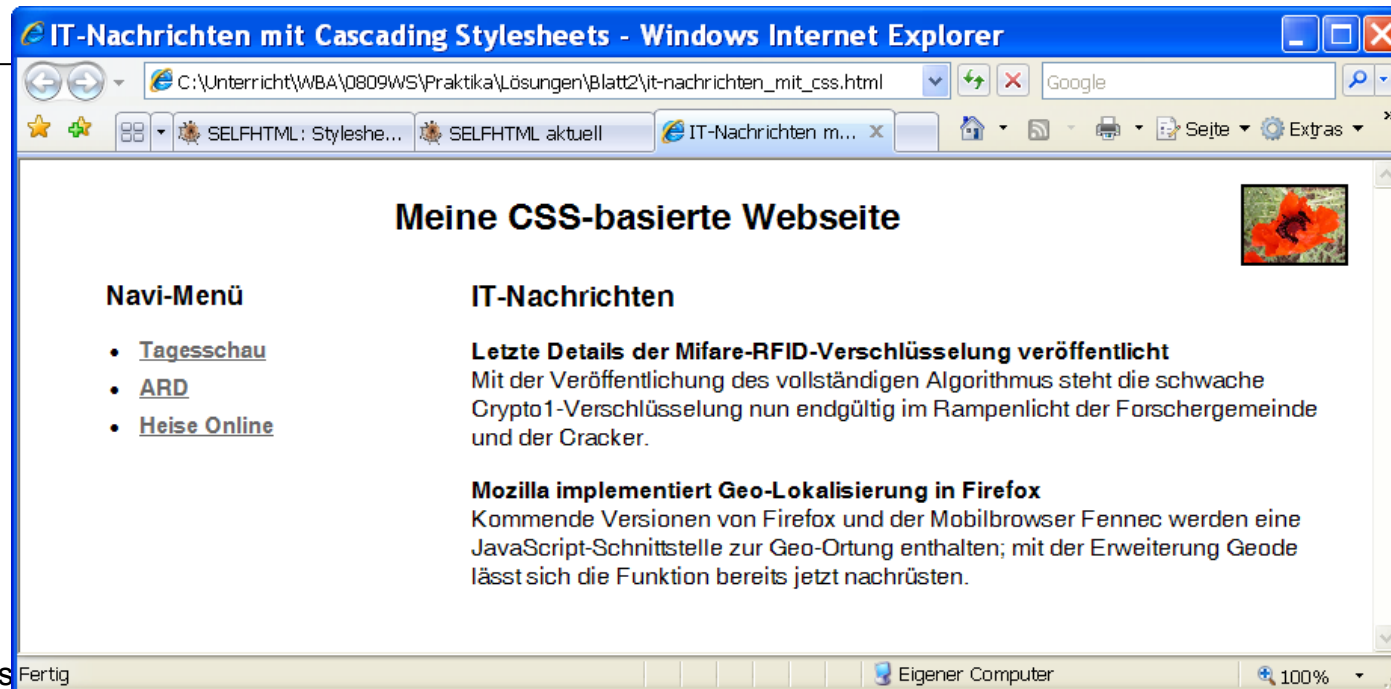 IT-Nachrichten mit Cascading Stylesheets - Windows Internet Explorer
C:\Unterricht\WBA\0809WS\Praktika\Lösungen\Blatt2\it-nachrichten_mit_css.html
Google
SELFHTML: Styleshe...
SELFHTML aktuell
IT-Nachrichten m...
Seite
Extras
Meine CSS-basierte Webseite
Navi-Menü
Tagesschau
ARD
Heise Online
IT-Nachrichten
Letzte Details der Mifare-RFID-Verschlüsselung veröffentlicht
Mit der Veröffentlichung des vollständigen Algorithmus steht die schwache
Crypto1-Verschlüsselung nun endgültig im Rampenlicht der Forschergemeinde
und der Cracker.
Mozilla implementiert Geo-Lokalisierung in Firefox
Kommende Versionen von Firefox und der Mobilbrowser Fennec werden eine
JavaScript-Schnittstelle zur Geo-Ortung enthalten; mit der Erweiterung Geode
lässt sich die Funktion bereits jetzt nachrüsten.
s
Fertig
Eigener Computer
100%